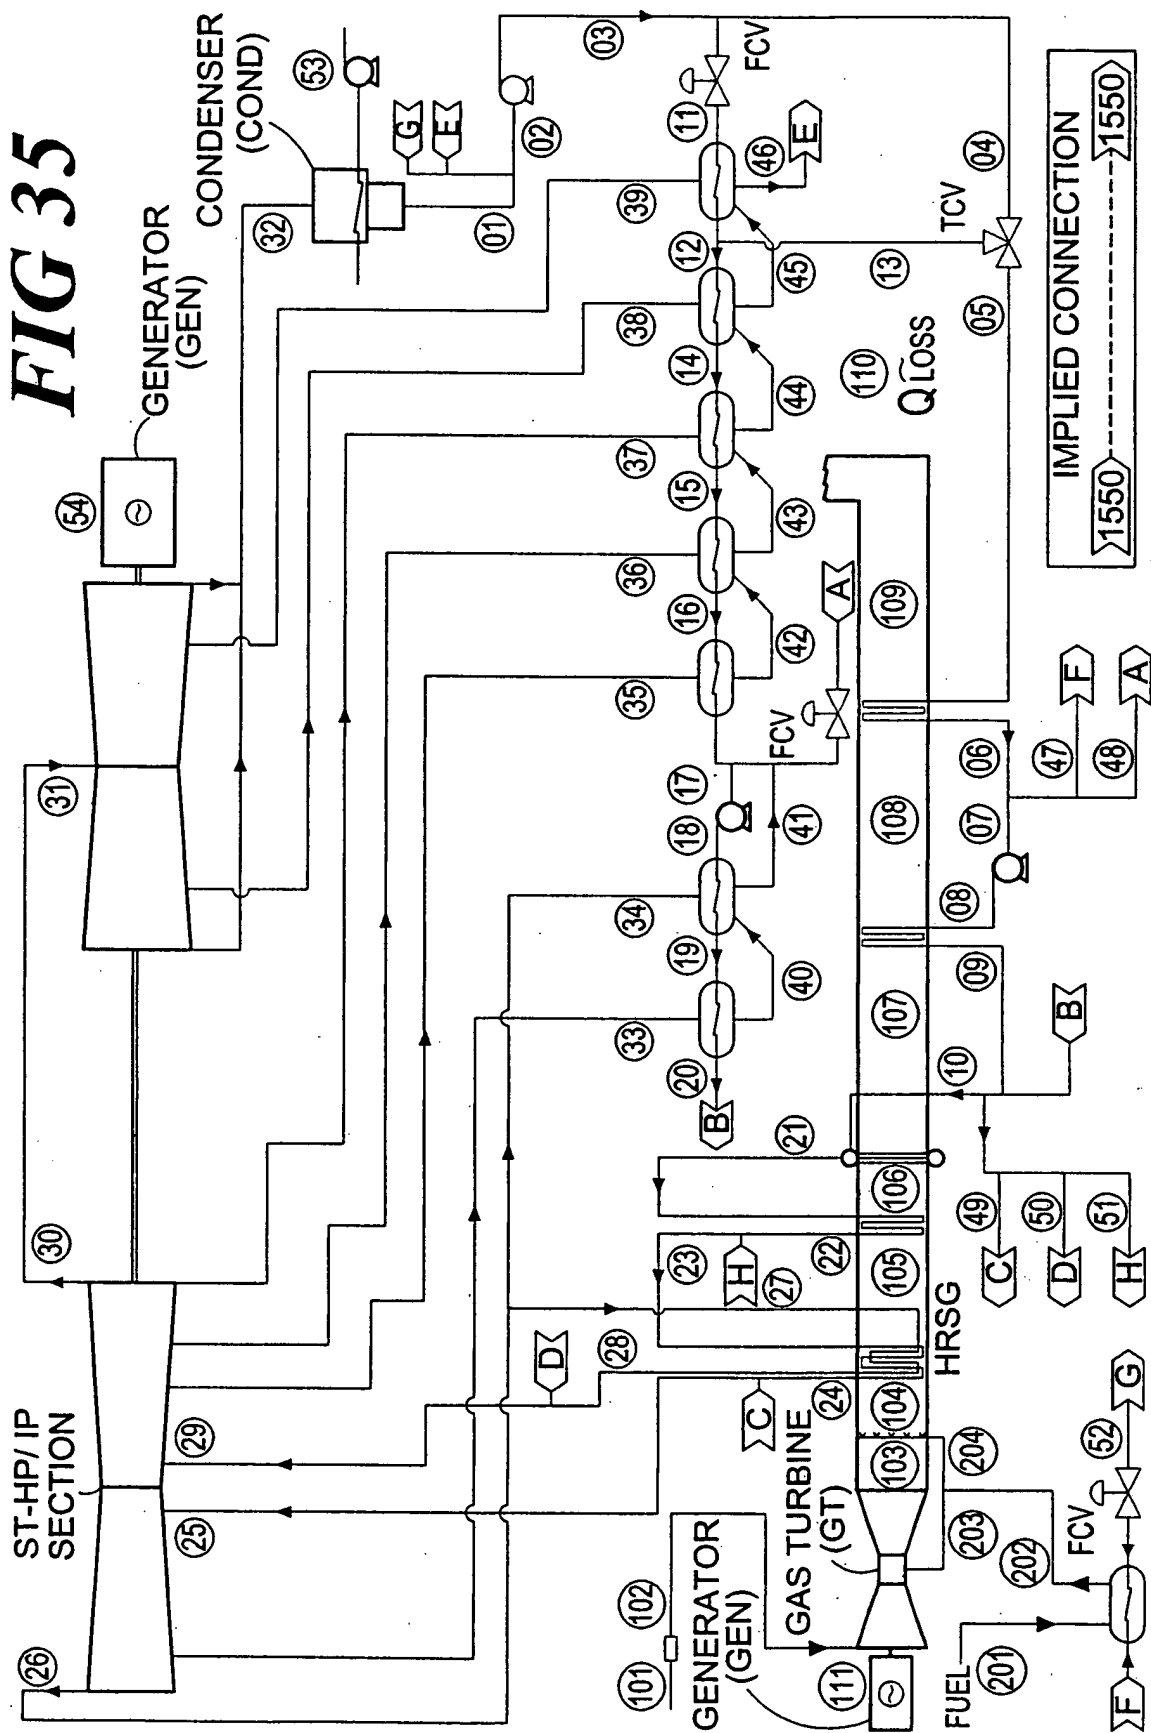 FIG 35
GENERATOR
(GEN)
54
CONDENSER
(COND)
53
32
G
E
01
02
03
FCV
11
46
E
39
12
45
13
TCV
04
05
38
14
44
37
15
43
36
16
42
35
FCV
A
17
18
41
34
19
40
33
20
B
31
30
ST-HP/IP
SECTION
29
25
26
21
23
22
H
27
28
D
C
24
101
102
GENERATOR
(GEN)
111
GAS TURBINE
(GT)
103
104
HRSG
105
106
107
108
109
110
Q LOSS
06
07
08
09
10
B
47
F
48
A
49
C
50
D
51
H
204
203
202
FUEL
201
F
FCV
52
G
IMPLIED CONNECTION
1550
1550